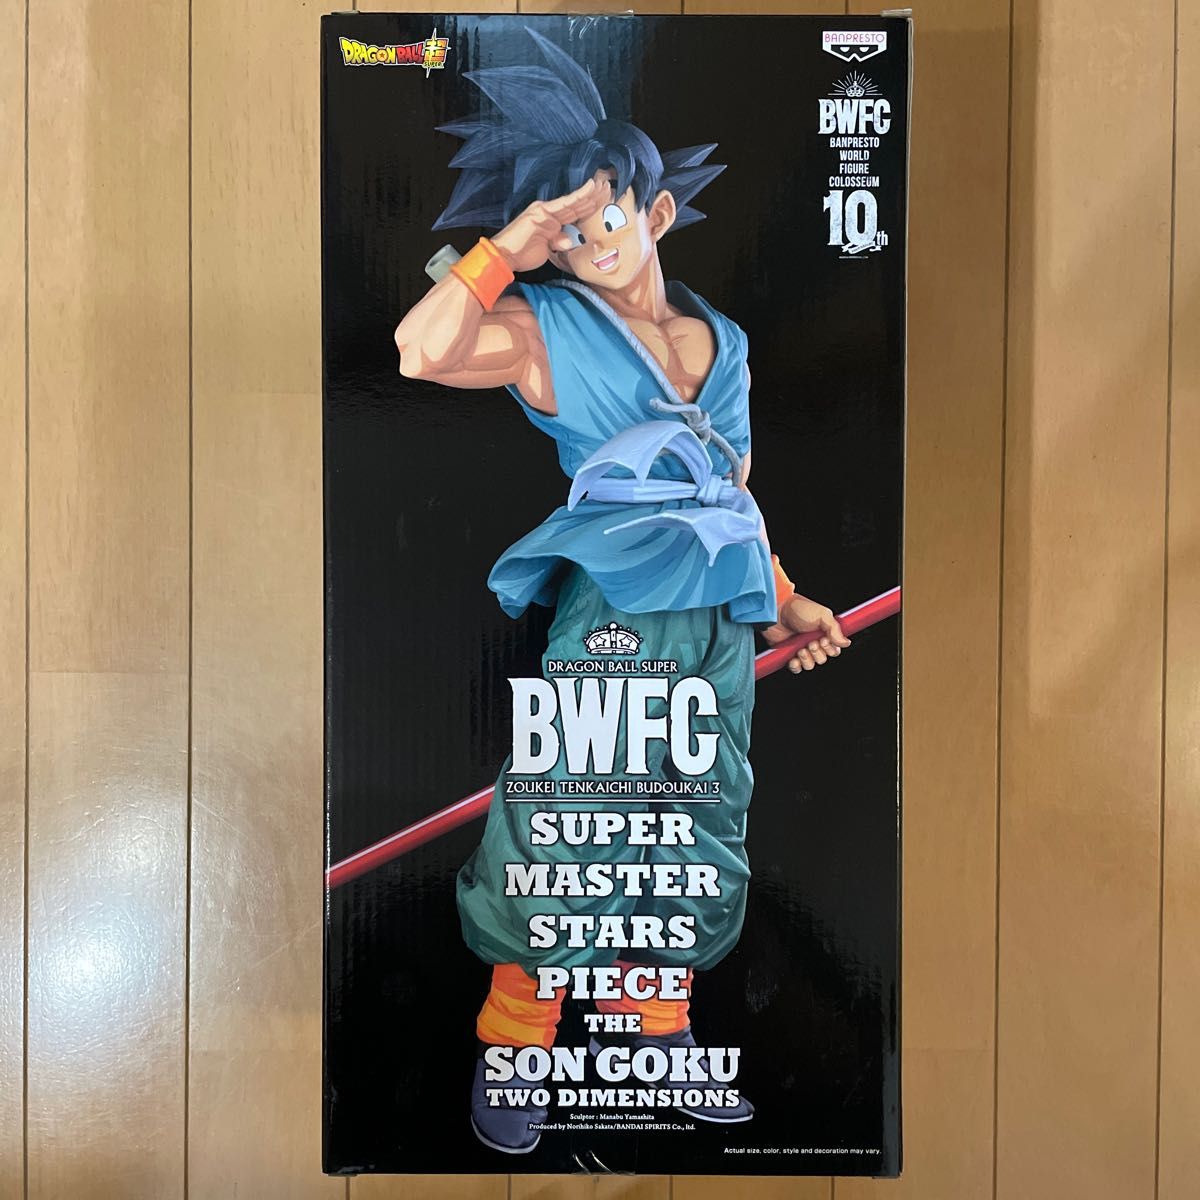 DRAGON BALL 超
SUPER
BANPRESTO
BWFC
BANPRESTO
WORLD
FIGURE
COLOSSEUM
10th
DRAGON BALL SUPER
BWFC
ZOUKEI TENKAICHI BUDOUKAI 3
SUPER
MASTER
STARS
PIECE
THE
SON GOKU
TWO DIMENSIONS
Sculptor : Manabu Yamashita
Produced by Norihiko Sakata/BANDAI SPIRITS Co., ltd.
Actual size, color, style and decoration may vary.